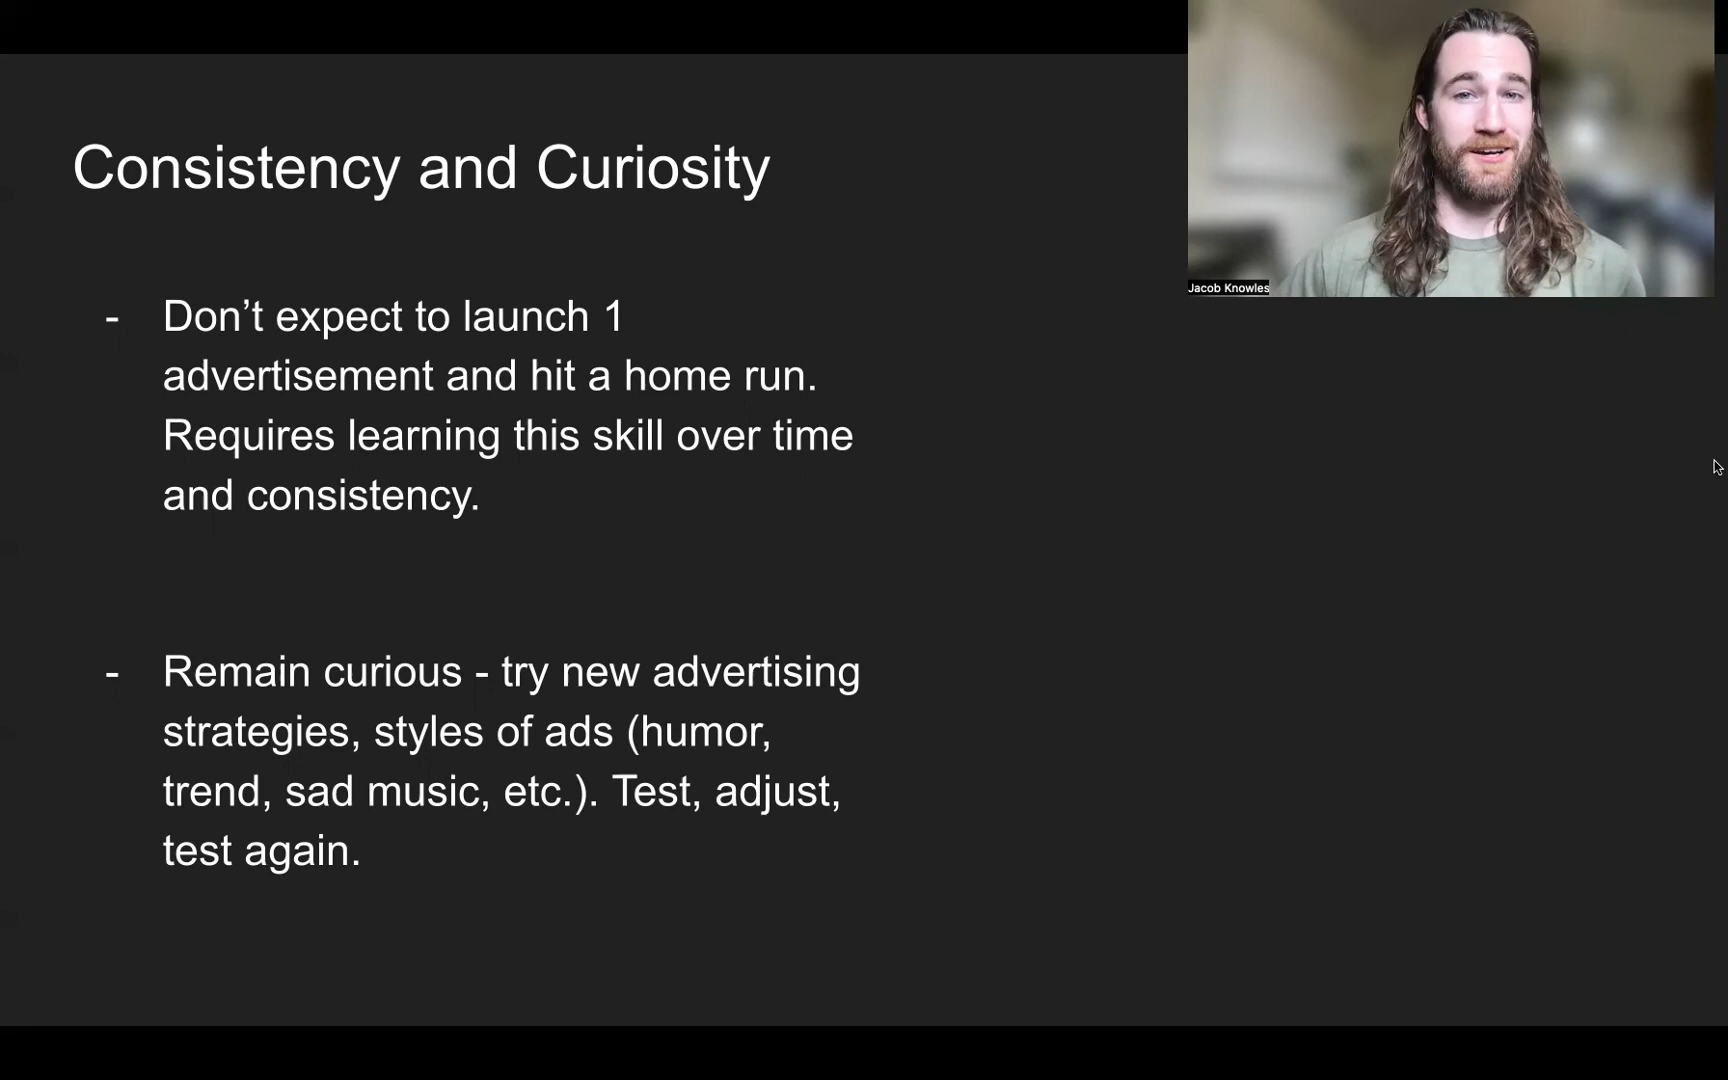 Consistency and Curiosity
Jacob Knowles
- Don’t expect to launch 1
advertisement and hit a home run.
Requires learning this skill over time
and consistency.
- Remain curious - try new advertising
strategies, styles of ads (humor,
trend, sad music, etc.). Test, adjust,
test again.